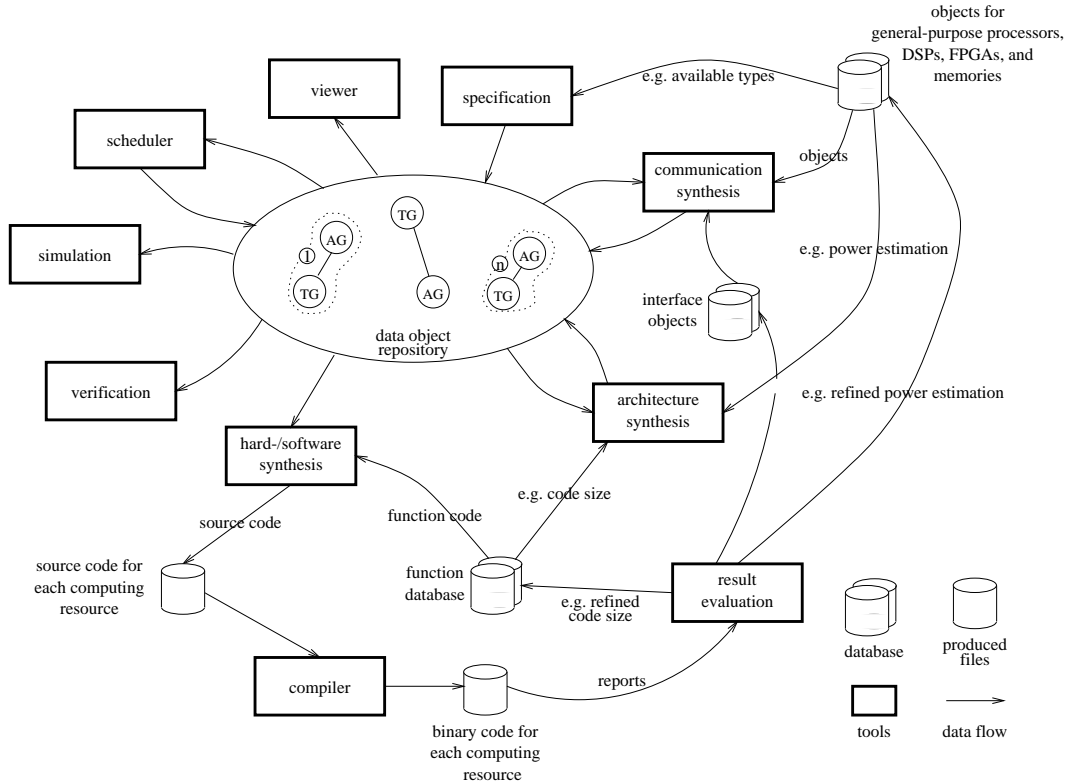 objects for
general-purpose processors,
DSPs, FPGAs, and
memories
viewer
specification
e.g. available types
scheduler
communication
synthesis
objects
TG
AG
1
TG
AG
n
AG
TG
simulation
e.g. power estimation
interface
objects
data object
repository
verification
architecture
synthesis
e.g. refined power estimation
hard-/software
synthesis
e.g. code size
source code
function code
source code for
each computing
resource
function
database
e.g. refined
code size
result
evaluation
database
produced
files
compiler
reports
binary code for
each computing
resource
tools
data flow